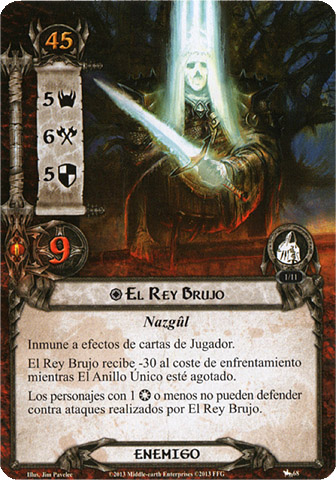 45
5
6
5
9
1/11
El Rey Brujo
Nazgûl
Inmune a efectos de cartas de Jugador.
El Rey Brujo recibe -30 al coste de enfrentamiento
mientras El Anillo Único esté agotado.
Los personajes con 1 o menos no pueden defender
contra ataques realizados por El Rey Brujo.
ENEMIGO
Illus. Jim Pavelec
©2013 Middle-earth Enterprises ©2013 FFG
68